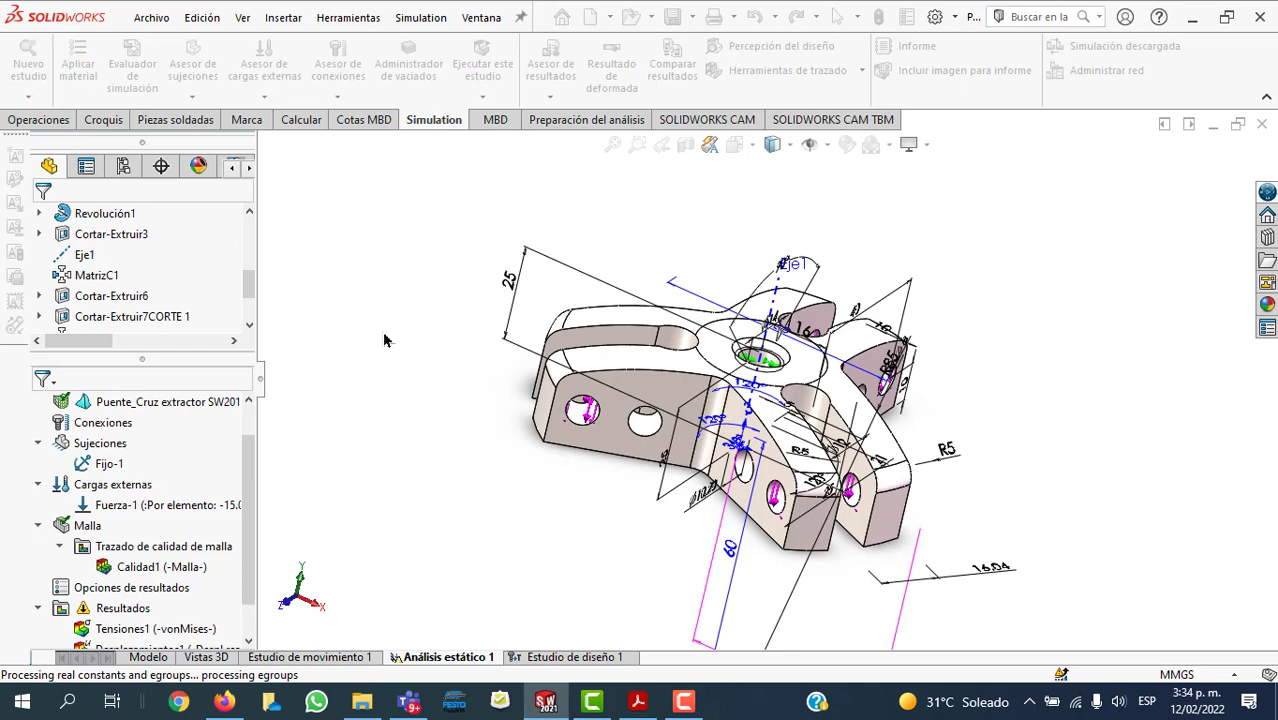 SOLIDWORKS Archivo Edición Ver Insertar Herramientas Simulation Ventana P... Buscar en la
Nuevo estudio
Aplicar material
Evaluador de simulación
Asesor de sujeciones
Asesor de cargas externas
Asesor de conexiones
Administrador de vaciados
Ejecutar este estudio
Asesor de resultados
Resultado de deformada
Comparar resultados
Percepción del diseño
Herramientas de trazado
Informe
Incluir imagen para informe
Simulación descargada
Administrar red
Operaciones Croquis Piezas soldadas Marca Calcular Cotas MBD Simulation MBD Preparación del análisis SOLIDWORKS CAM SOLIDWORKS CAM TBM
Revolución1
Cortar-Extruir3
Eje1
MatrizC1
Cortar-Extruir6
Cortar-Extruir7CORTE 1
Puente_Cruz extractor SW201
Conexiones
Sujeciones
Fijo-1
Cargas externas
Fuerza-1 (:Por elemento: -15.0
Malla
Trazado de calidad de malla
Calidad1 (-Malla-)
Opciones de resultados
Resultados
Tensiones1 (-vonMises-)
25
Eje1
16
R5
60
16.04
Y
Z
X
Modelo Vistas 3D Estudio de movimiento 1 Análisis estático 1 Estudio de diseño 1
Processing real constants and egroups... processing egroups MMGS
9+
FESTO
SW
2021
31°C Soleado
ESP
3:34 p. m.
12/02/2022